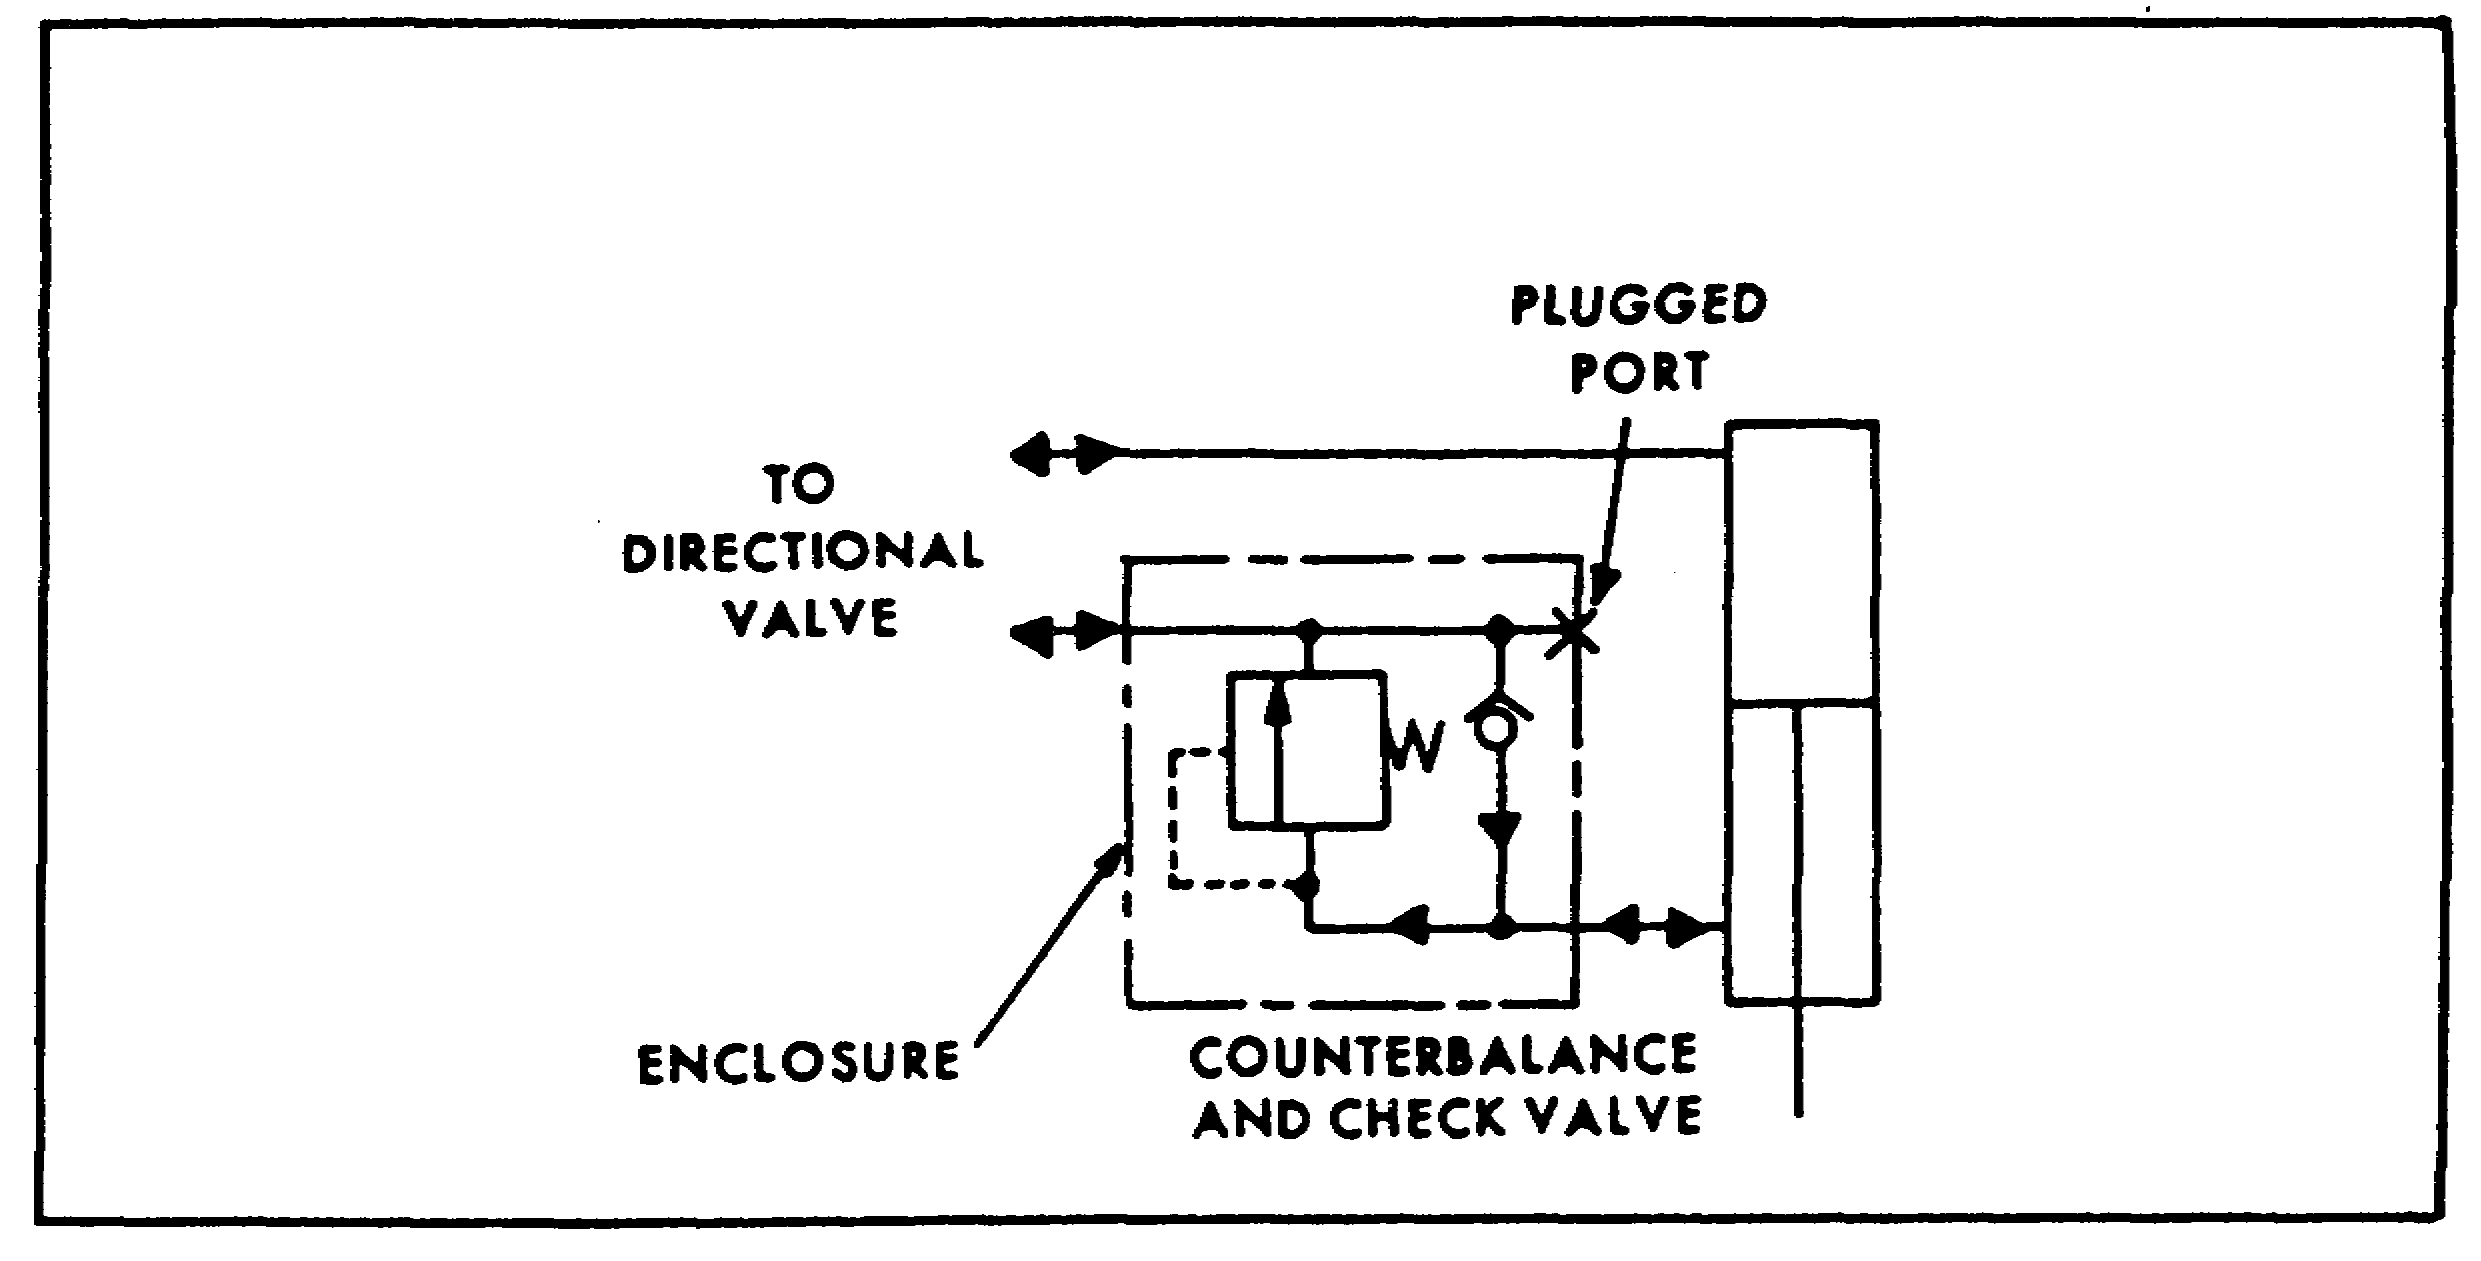 PLUGGED
PORT
TO
DIRECTIONAL
VALVE
ENCLOSURE
COUNTERBALANCE
AND CHECK VALVE